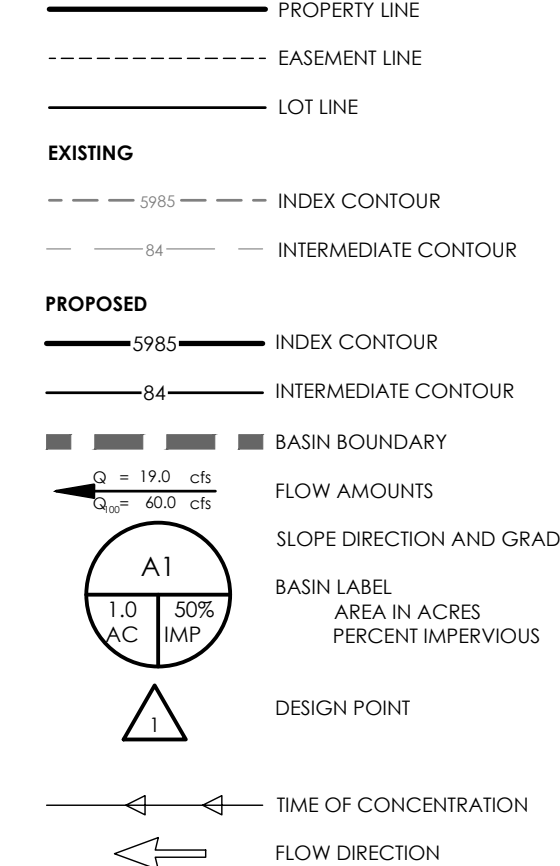 PROPERTY LINE
EASEMENT LINE
LOT LINE
EXISTING
5985 INDEX CONTOUR
84 INTERMEDIATE CONTOUR
PROPOSED
5985 INDEX CONTOUR
84 INTERMEDIATE CONTOUR
BASIN BOUNDARY
Q = 19.0 cfs
Q100= 60.0 cfs
FLOW AMOUNTS
SLOPE DIRECTION AND GRAD
A1
1.0 AC
50% IMP
BASIN LABEL
AREA IN ACRES
PERCENT IMPERVIOUS
1
DESIGN POINT
TIME OF CONCENTRATION
FLOW DIRECTION